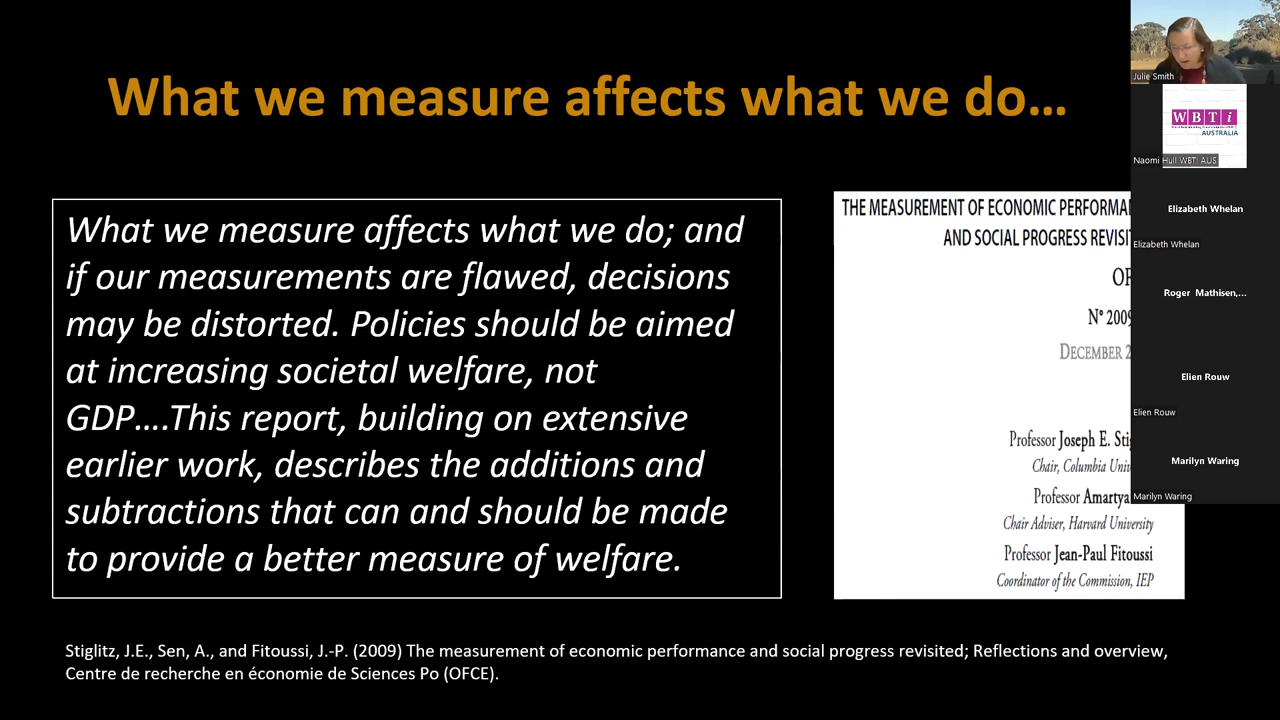 What we measure affects what we do...
What we measure affects what we do; and
if our measurements are flawed, decisions
may be distorted. Policies should be aimed
at increasing societal welfare, not
GDP....This report, building on extensive
earlier work, describes the additions and
subtractions that can and should be made
to provide a better measure of welfare.
THE MEASUREMENT OF ECONOMIC PERFORMA
AND SOCIAL PROGRESS REVISIT
OF
N° 2009
DECEMBER 2
Professor Joseph E. Stig
Chair, Columbia Univ
Professor Amartya
Chair Adviser, Harvard University
Professor Jean-Paul Fitoussi
Coordinator of the Commission, IEP
Stiglitz, J.E., Sen, A., and Fitoussi, J.-P. (2009) The measurement of economic performance and social progress revisited; Reflections and overview,
Centre de recherche en économie de Sciences Po (OFCE).
Julie Smith
WBTi
AUSTRALIA
Naomi Hull WBTI AUS
Elizabeth Whelan
Elizabeth Whelan
Roger Mathisen,...
Elien Rouw
Elien Rouw
Marilyn Waring
Marilyn Waring